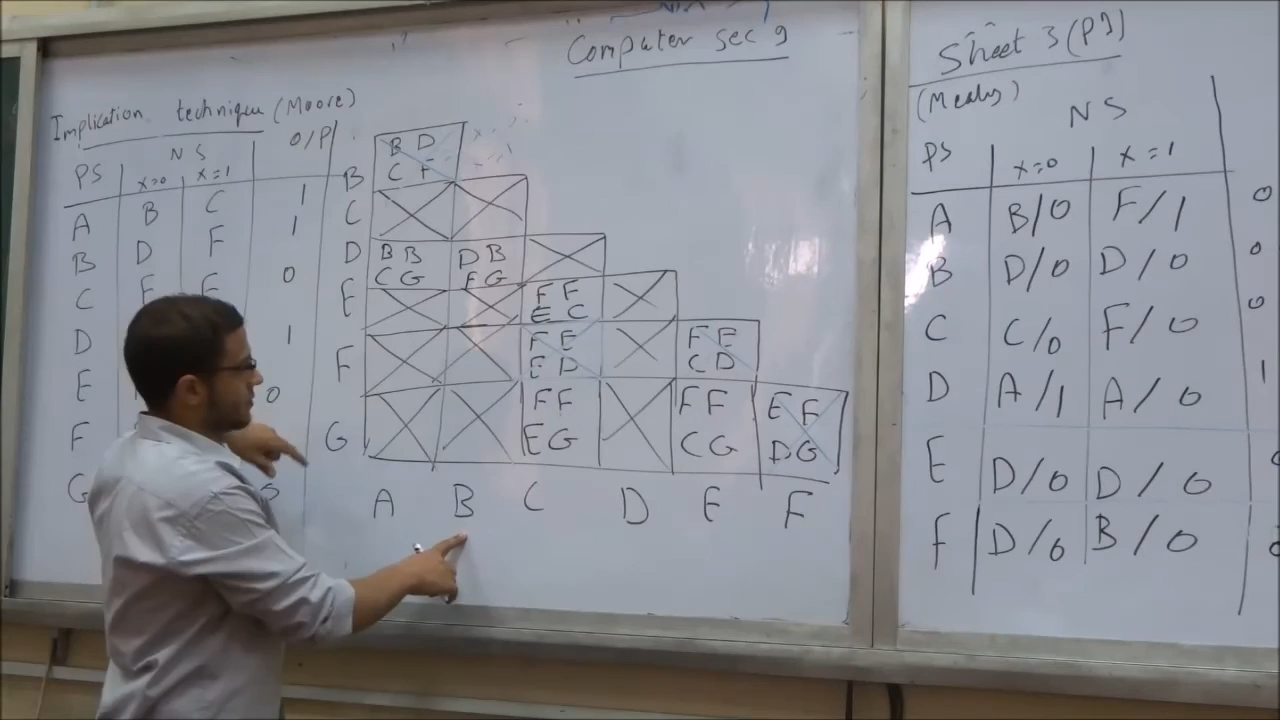 Computer sec 9
Implication technique (Moore)
PS NS O/P
x=0 x=1
A B C 1
B D F 1
C F E 0
D 1
E 0
F
G 0
B B D
C F
C
D B B D B
C G F G
E F F
E C
F F E F E
E D C D
G F F F F E F
E G C G D G
A B C D E F
Sheet 3 (P1)
(Mealy) NS
PS x=0 x=1
A B/0 F/1 0
B D/0 D/0 0
C C/0 F/0 0
D A/1 A/0 1
E D/0 D/0
F D/0 B/0